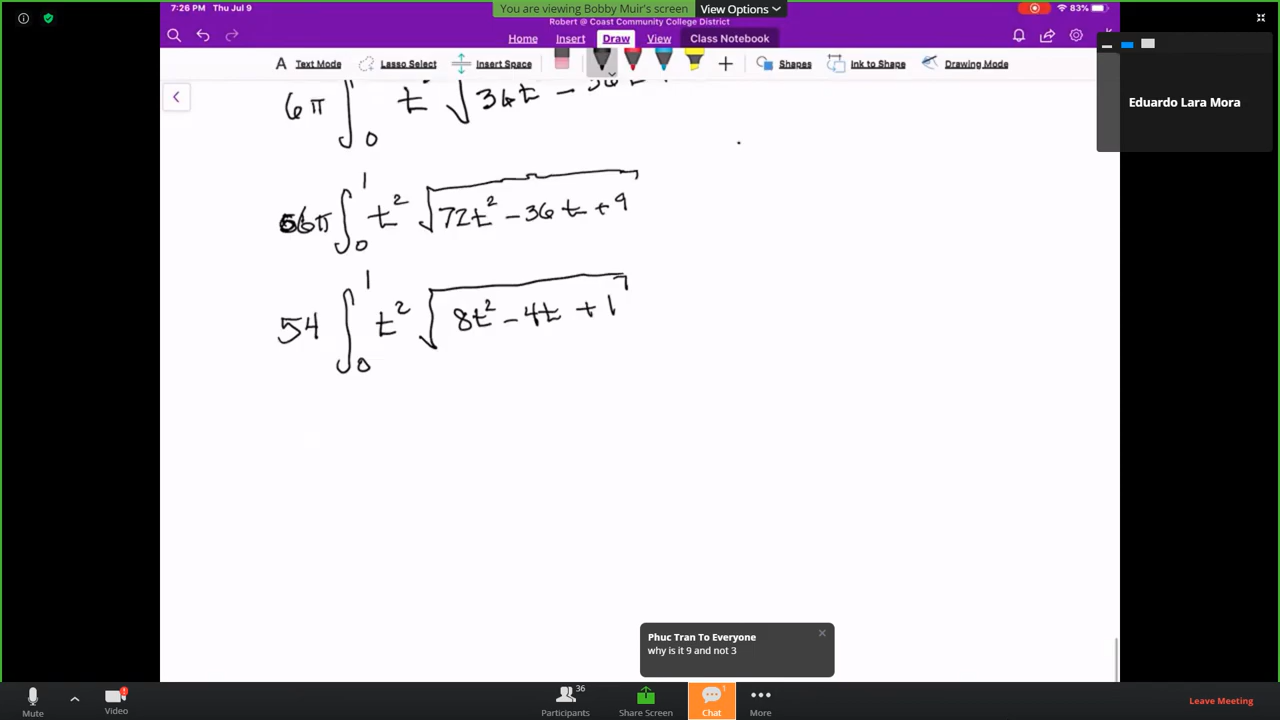 7:26 PM Thu Jul 9
You are viewing Bobby Muir's screen
View Options
83%
Robert @ Coast Community College District
Home Insert Draw View Class Notebook
Text Mode Lasso Select Insert Space Shapes Ink to Shape Drawing Mode
Eduardo Lara Mora
6π ∫ 0 t √36t − 36
6π ∫ 0 1 t² √72t² − 36t + 9
54 ∫ 0 1 t² √8t² − 4t + 1
Phuc Tran To Everyone
why is it 9 and not 3
Mute Video Participants 36 Share Screen Chat 1 More Leave Meeting